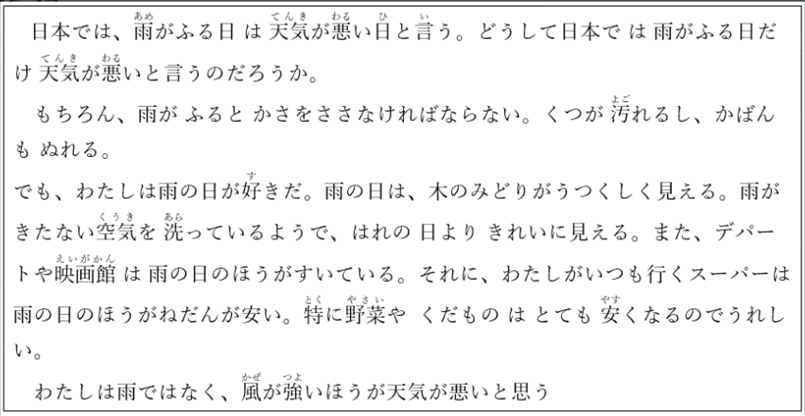 日本では、雨がふる日 は 天気が悪い日と言う。どうして日本で は 雨がふる日だ
け 天気が悪いと言うのだろうか。
もちろん、雨が ふると かさをささなければならない。くつが 汚れるし、かばん
も ぬれる。
でも、わたしは雨の日が好きだ。雨の日は、木のみどりがうつくしく見える。雨が
きたない空気を 洗っているようで、はれの 日より きれいに見える。また、デパー
トや映画館 は 雨の日のほうがすいている。それに、わたしがいつも行くスーパーは
雨の日のほうがねだんが安い。特に野菜や くだもの は とても 安くなるのでうれし
い。
わたしは雨ではなく、風が強いほうが天気が悪いと思う